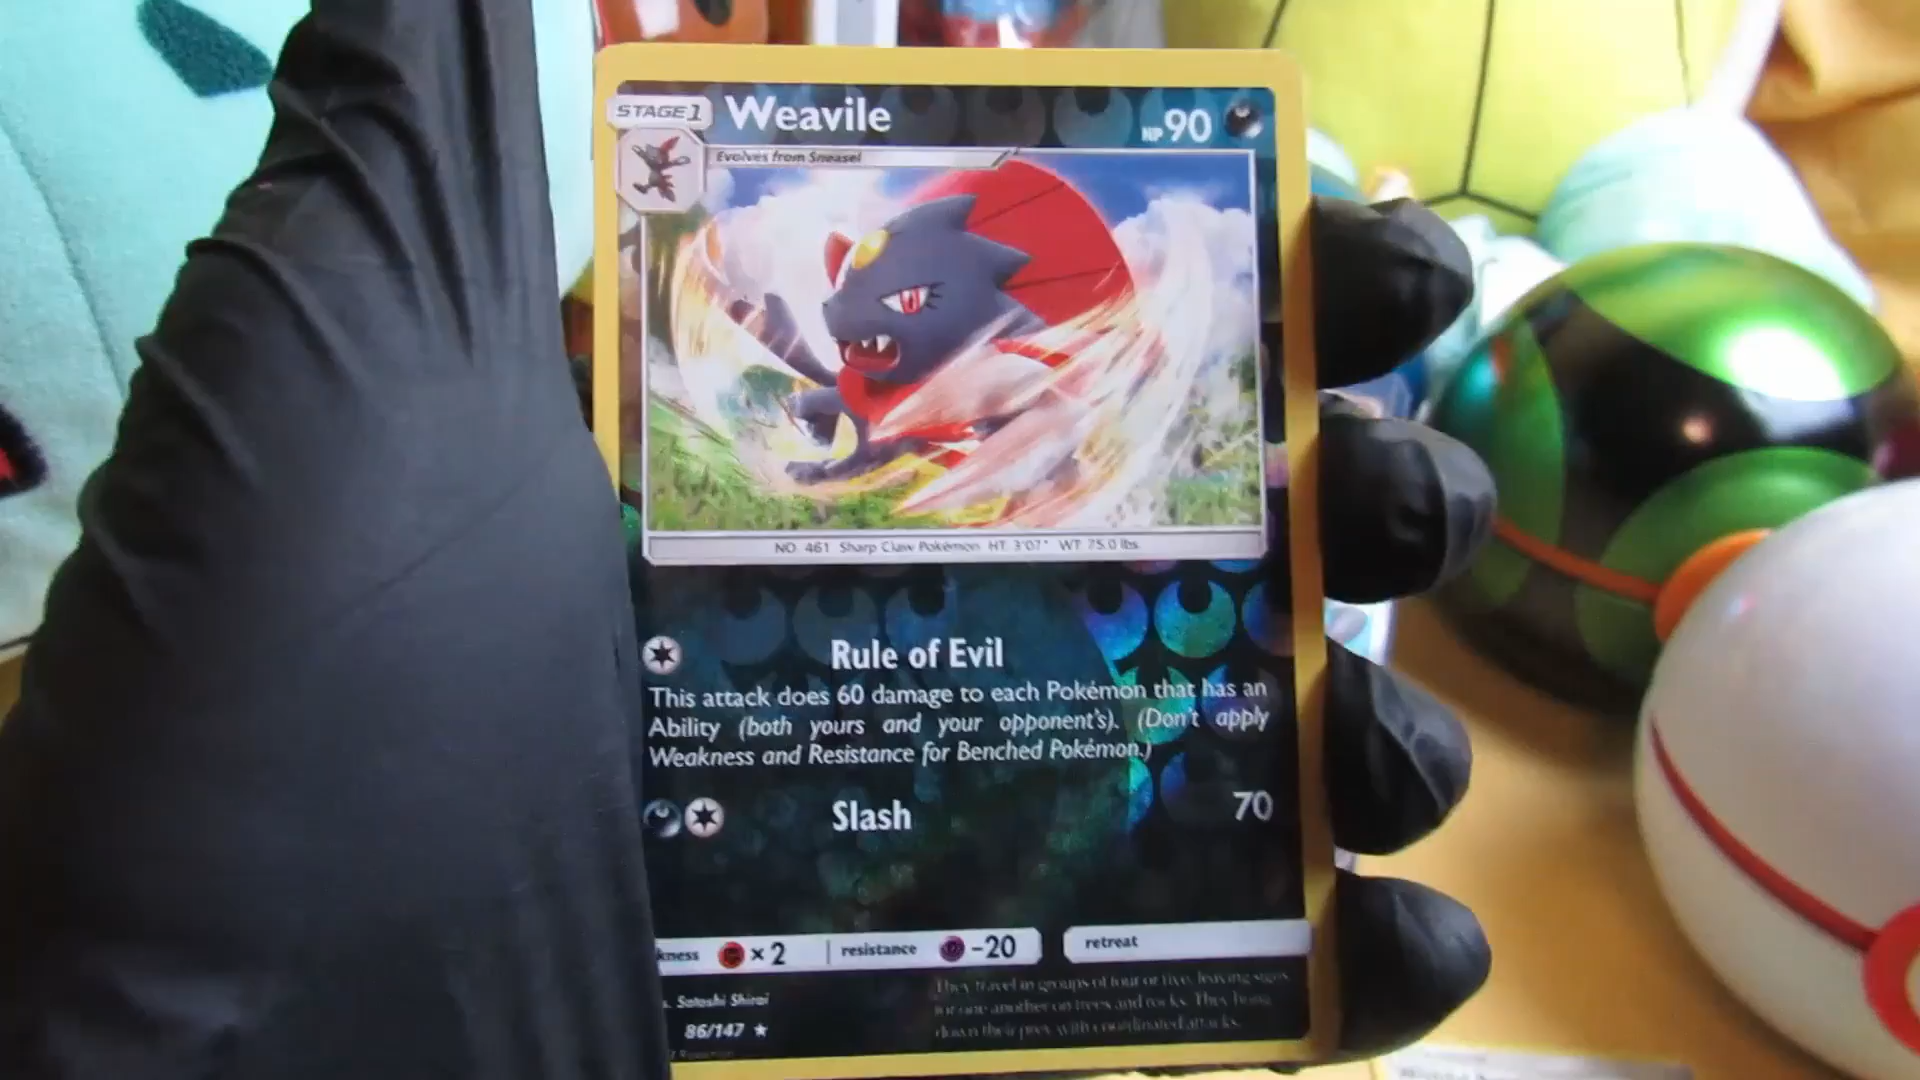 STAGE1 Weavile HP90
Evolves from Sneasel
NO. 461 Sharp Claw Pokémon HT 3'07" WT 75.0 lbs.
Rule of Evil
This attack does 60 damage to each Pokémon that has an
Ability (both yours and your opponent's). (Don't apply
Weakness and Resistance for Benched Pokémon.)
Slash 70
kness ×2 resistance -20 retreat
They travel in groups of four or five, leaving signs
s. Satoshi Shirai for one another on trees and rocks. They bring
86/147 ★ down their prey with coordinated attacks.